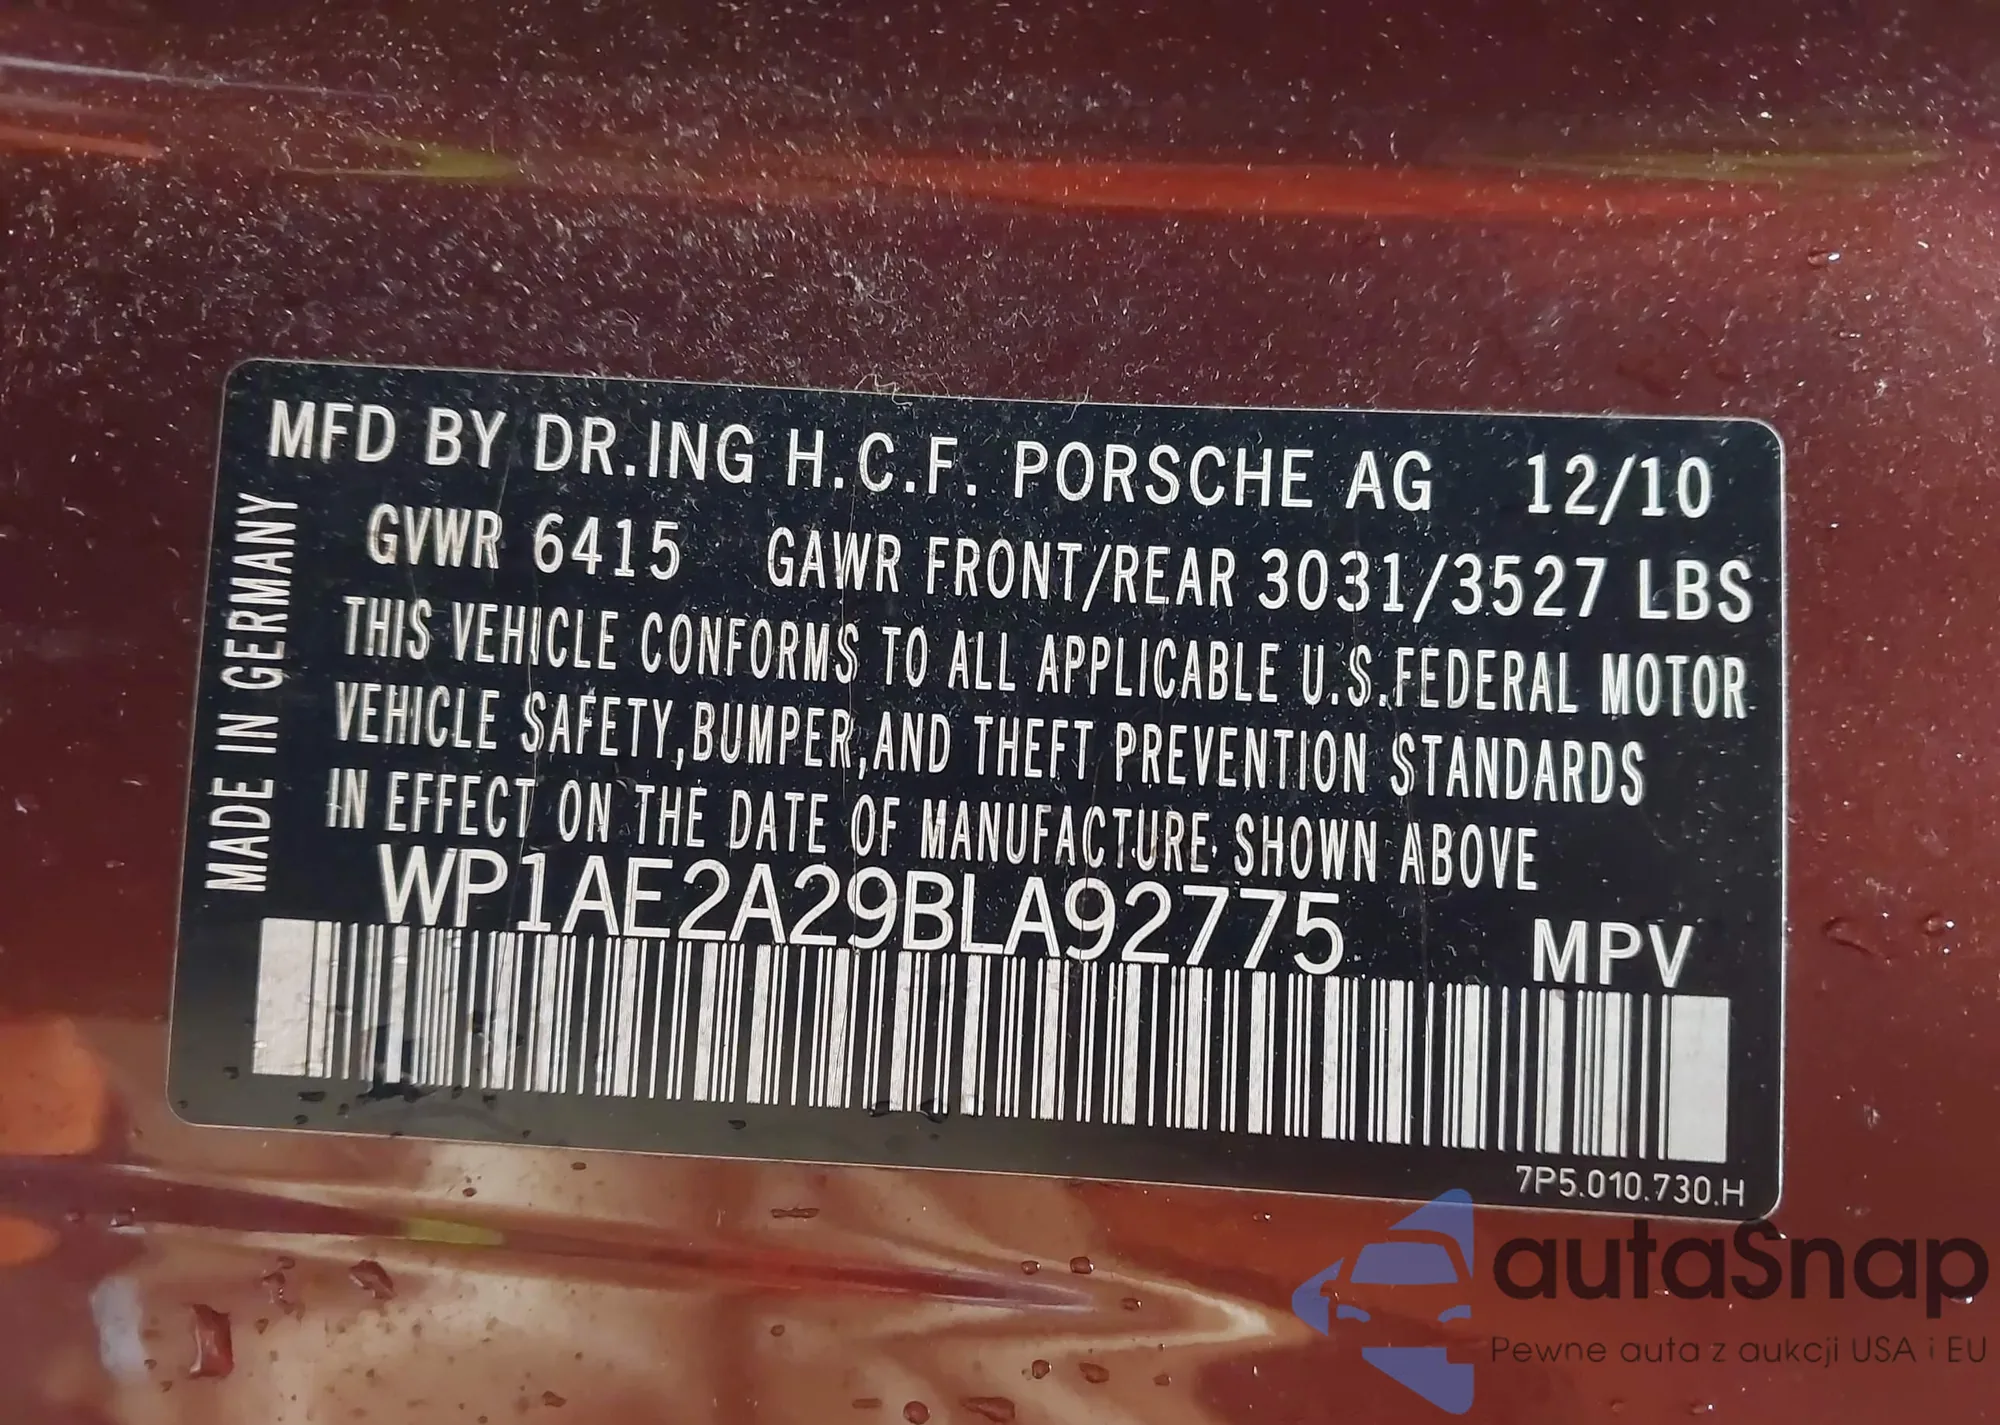 MFD BY DR.ING H.C.F. PORSCHE AG 12/10
GVWR 6415 GAWR FRONT/REAR 3031/3527 LBS
THIS VEHICLE CONFORMS TO ALL APPLICABLE U.S.FEDERAL MOTOR
VEHICLE SAFETY,BUMPER,AND THEFT PREVENTION STANDARDS
IN EFFECT ON THE DATE OF MANUFACTURE SHOWN ABOVE
WP1AE2A29BLA92775 MPV
MADE IN GERMANY
7P5.010.730.H
autaSnap
Pewne auta z aukcji USA i EU